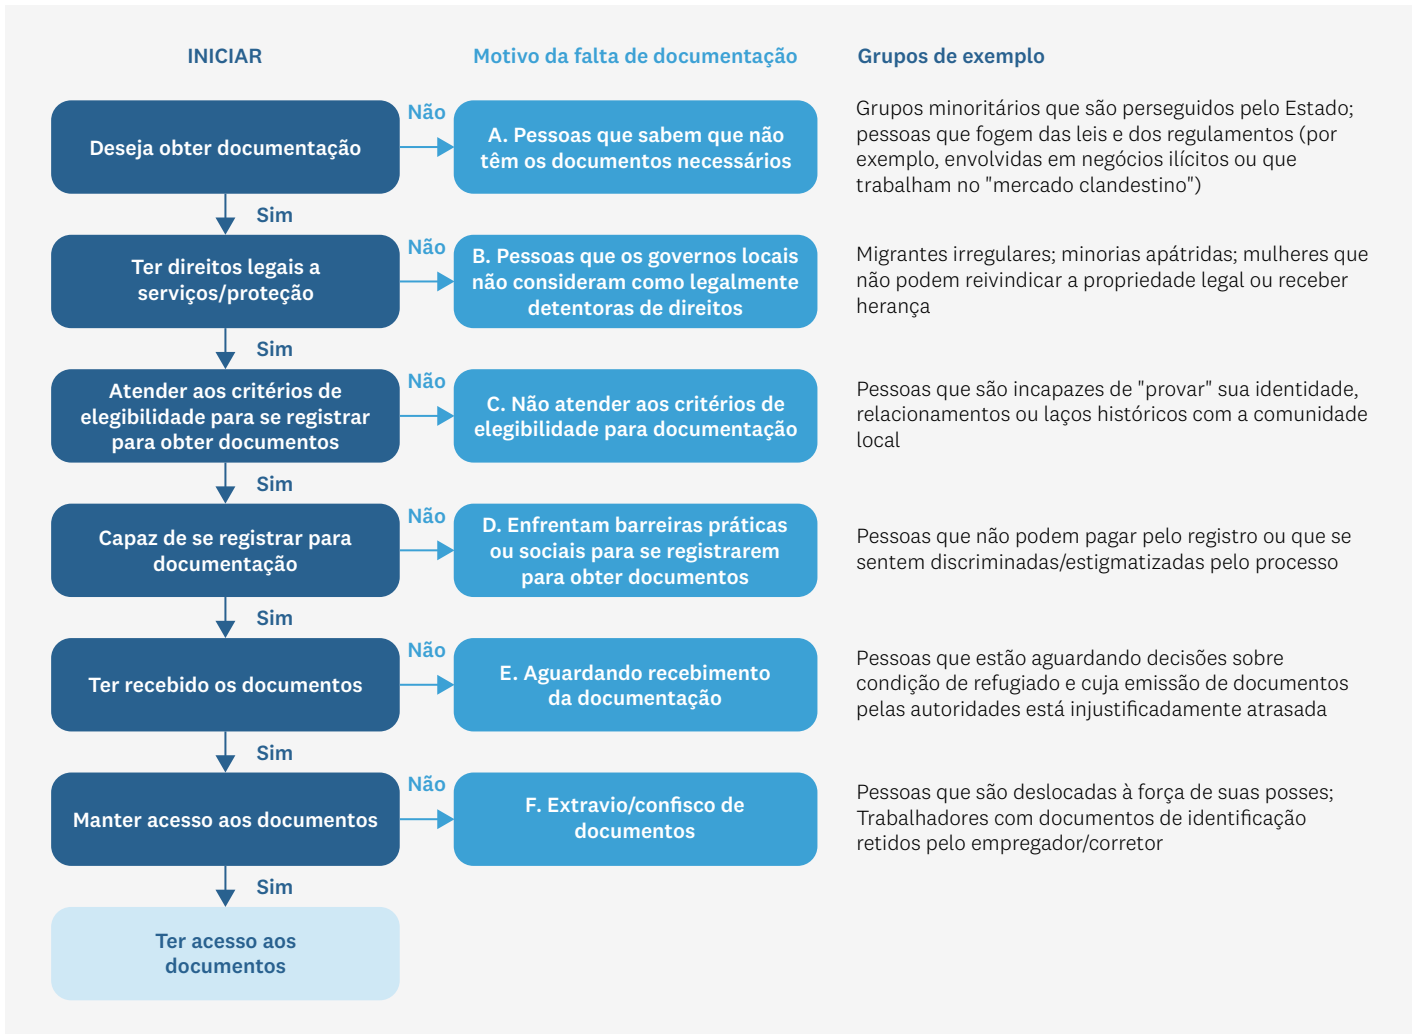 INICIAR
Motivo da falta de documentação
Grupos de exemplo
Deseja obter documentação
Não
A. Pessoas que sabem que não
têm os documentos necessários
Grupos minoritários que são perseguidos pelo Estado;
pessoas que fogem das leis e dos regulamentos (por
exemplo, envolvidas em negócios ilícitos ou que
trabalham no "mercado clandestino")
Sim
Ter direitos legais a
serviços/proteção
Não
B. Pessoas que os governos locais
não consideram como legalmente
detentoras de direitos
Migrantes irregulares; minorias apátridas; mulheres que
não podem reivindicar a propriedade legal ou receber
herança
Sim
Atender aos critérios de
elegibilidade para se registrar
para obter documentos
Não
C. Não atender aos critérios de
elegibilidade para documentação
Pessoas que são incapazes de "provar" sua identidade,
relacionamentos ou laços históricos com a comunidade
local
Sim
Capaz de se registrar para
documentação
Não
D. Enfrentam barreiras práticas
ou sociais para se registrarem
para obter documentos
Pessoas que não podem pagar pelo registro ou que se
sentem discriminadas/estigmatizadas pelo processo
Sim
Ter recebido os documentos
Não
E. Aguardando recebimento
da documentação
Pessoas que estão aguardando decisões sobre
condição de refugiado e cuja emissão de documentos
pelas autoridades está injustificadamente atrasada
Sim
Manter acesso aos documentos
Não
F. Extravio/confisco de
documentos
Pessoas que são deslocadas à força de suas posses;
Trabalhadores com documentos de identificação
retidos pelo empregador/corretor
Sim
Ter acesso aos
documentos